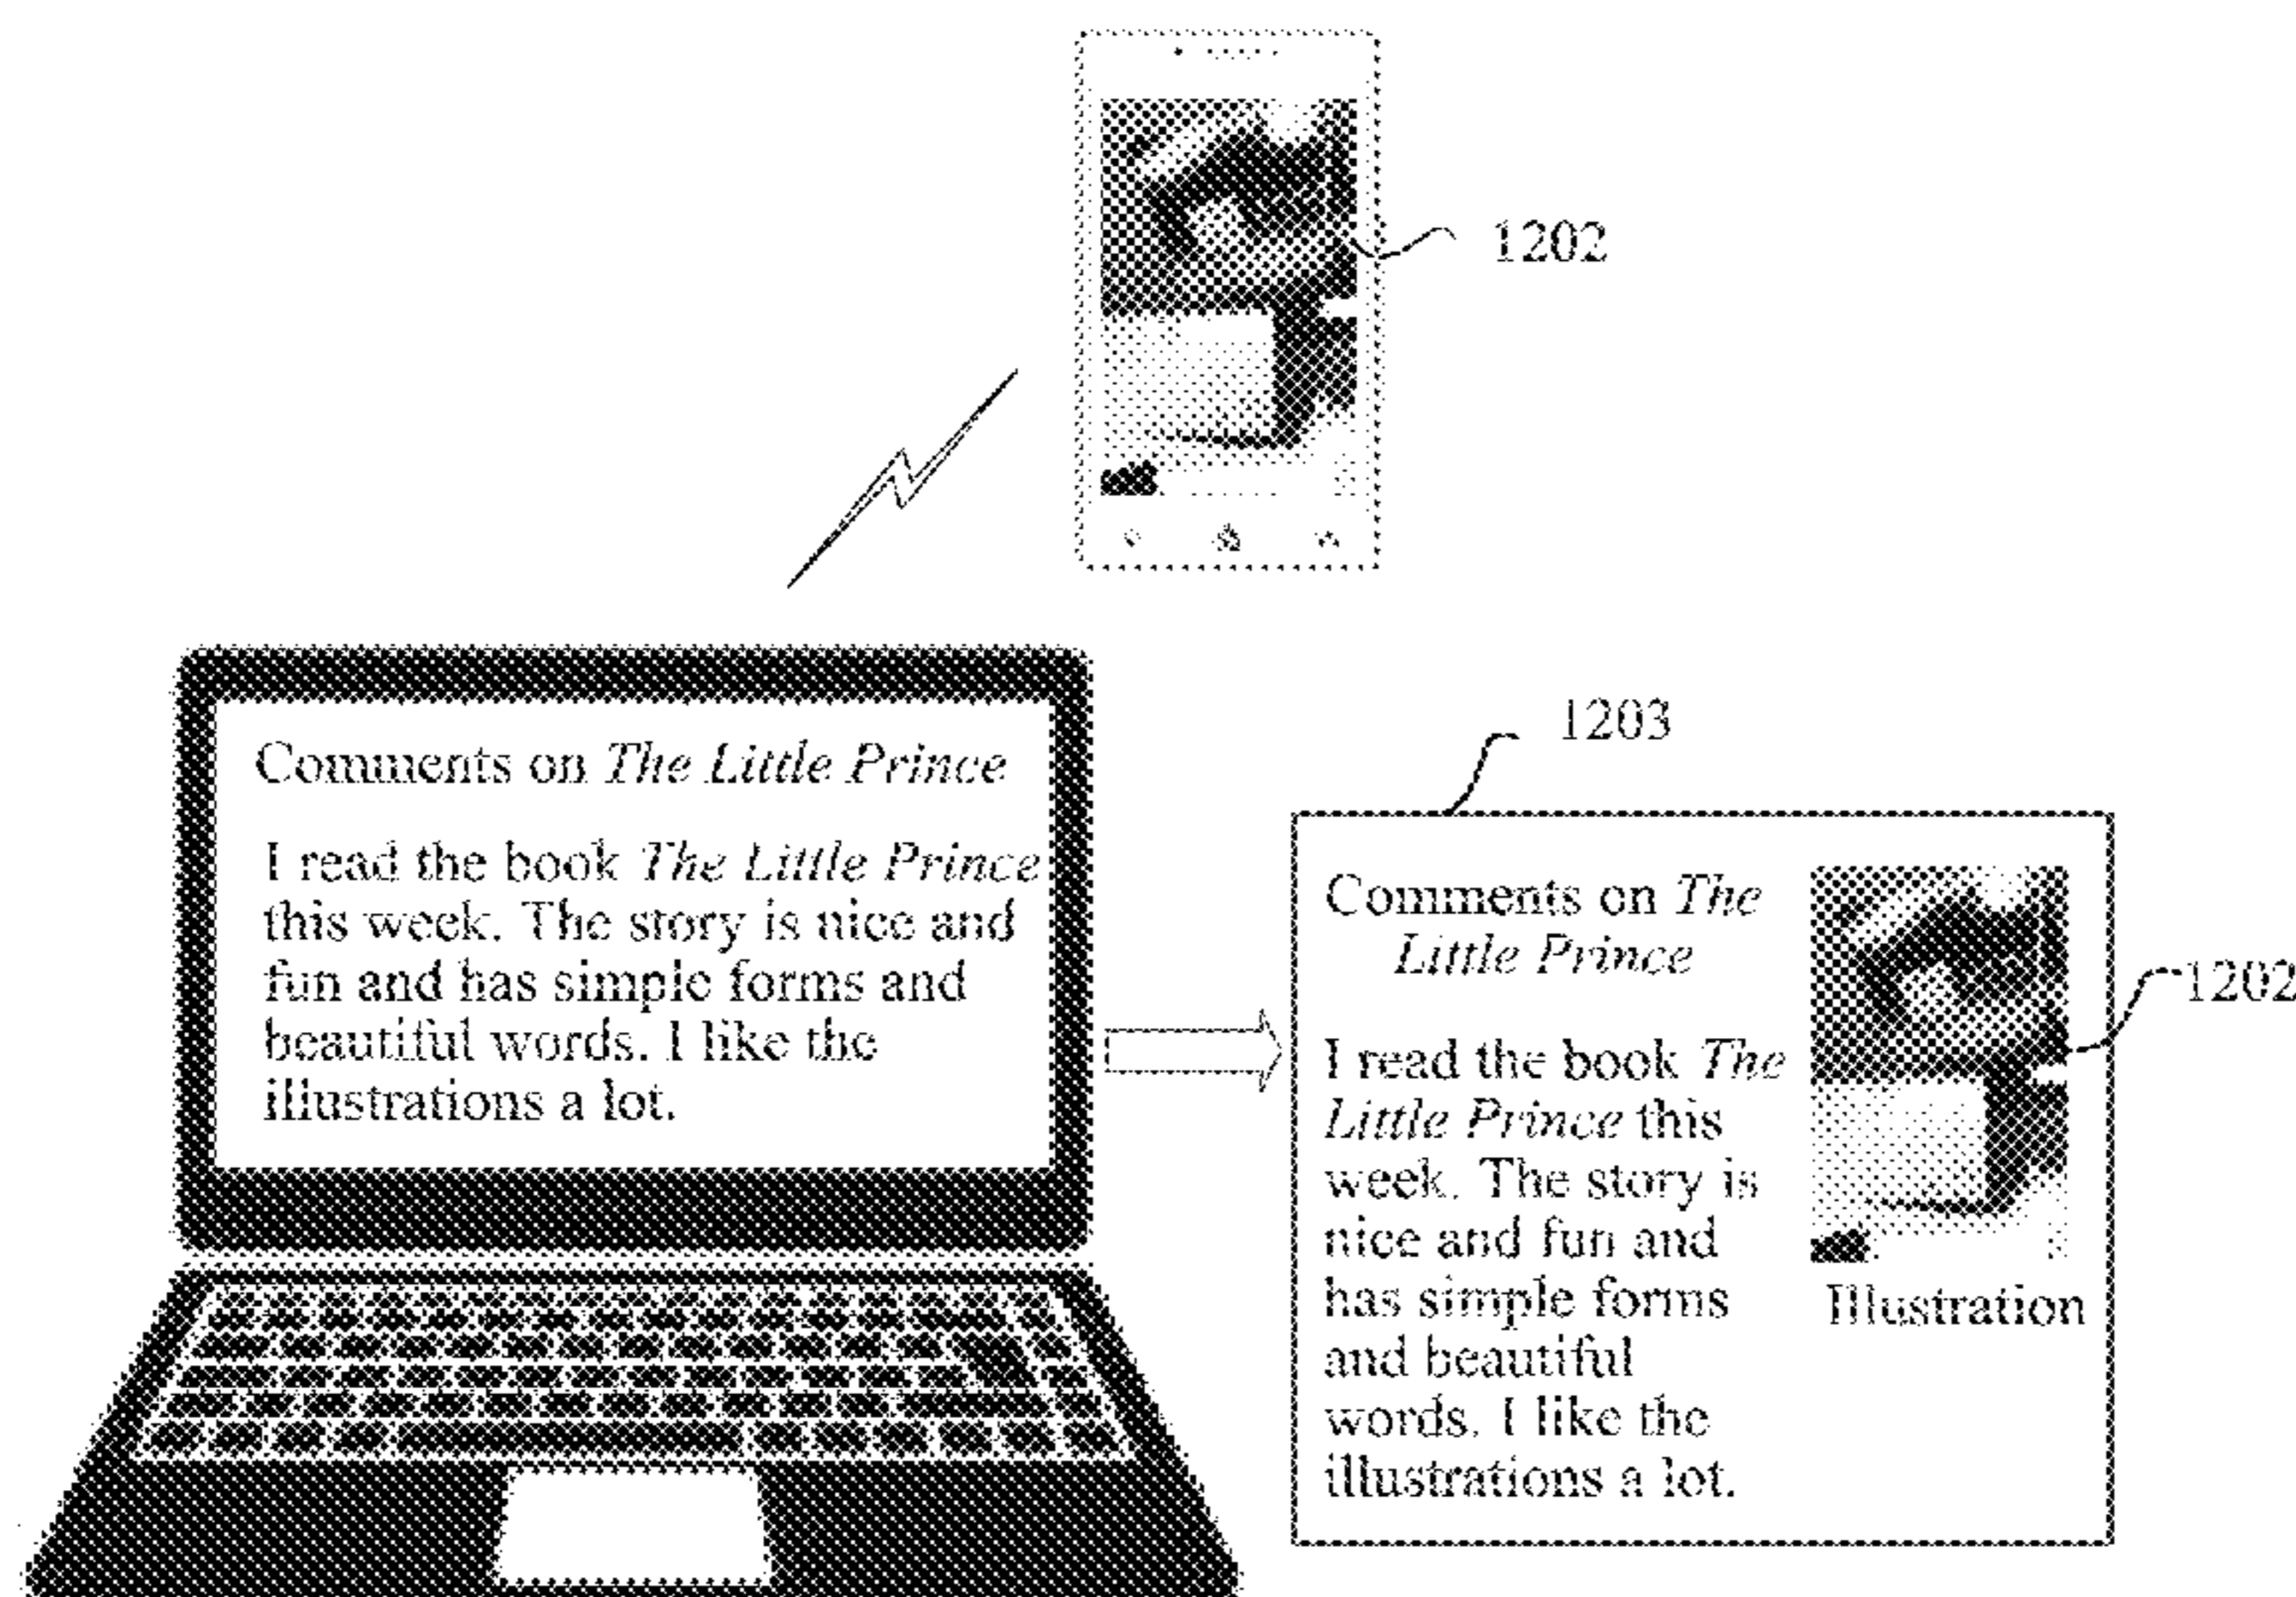 1202
Comments on The Little Prince
I read the book The Little Prince
this week. The story is nice and
fun and has simple forms and
beautiful words. I like the
illustrations a lot.
1203
Comments on The
Little Prince
I read the book The
Little Prince this
week. The story is
nice and fun and
has simple forms
and beautiful
words. I like the
illustrations a lot.
Illustration
1202